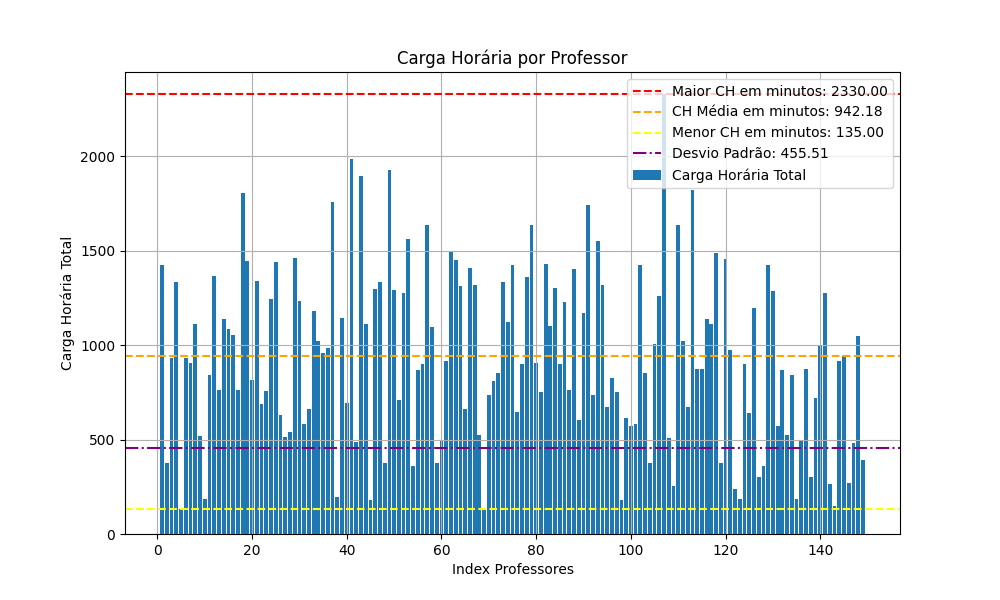 Carga Horária por Professor
Maior CH em minutos: 2330.00
CH Média em minutos: 942.18
Menor CH em minutos: 135.00
Desvio Padrão: 455.51
Carga Horária Total
Carga Horária Total
2000
1500
1000
500
0
0 20 40 60 80 100 120 140
Index Professores